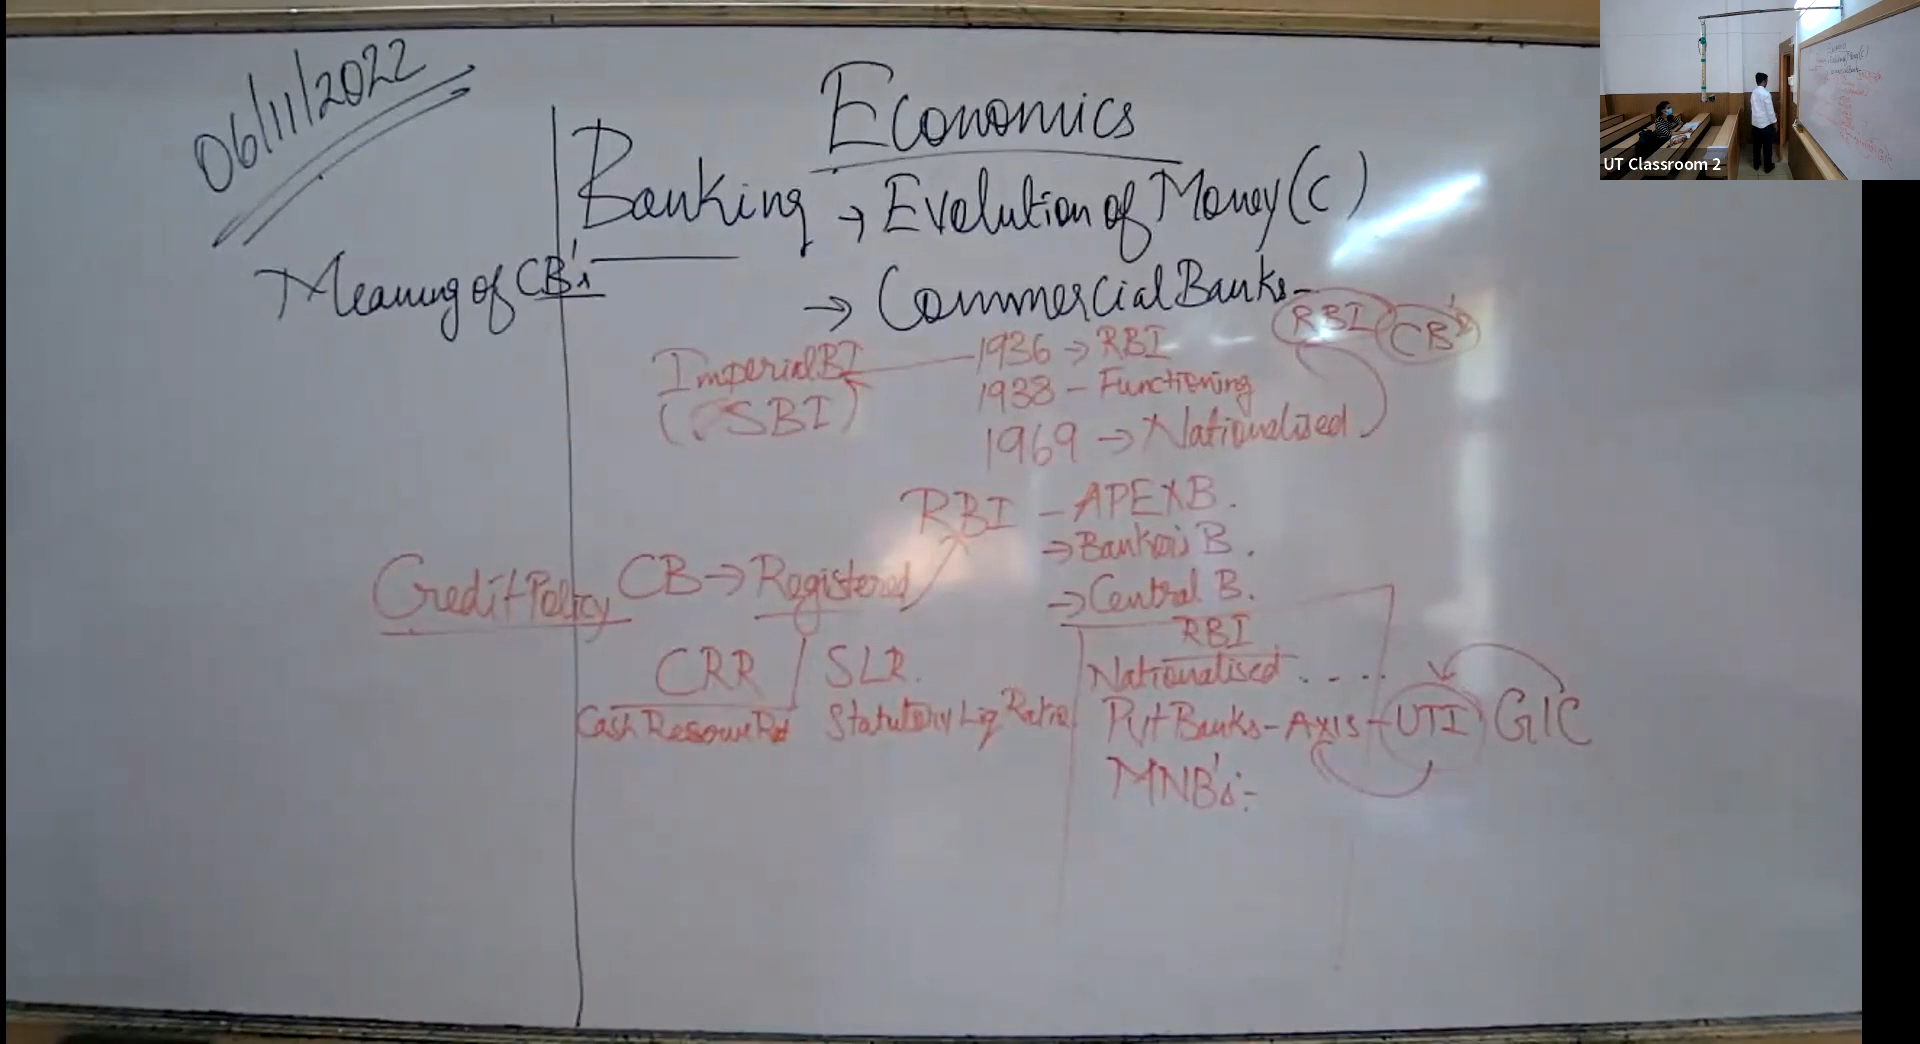 06/11/2022
Economics
Banking → Evolution of Money (C)
Meaning of CB's
→ Commercial Banks -
RBI CB's
Imperial BI
(SBI)
1936 → RBI
1938 - Functioning
1969 → Nationalised
RBI - APEX B.
→ Banker's B.
→ Central B.
Credit Policy
CB → Registered
CRR / SLR.
Cash Resource Rat
Statutory Liq Ratio
RBI
Nationalised . . . .
Pvt Banks - Axis - UTI GIC
MNB's :-
UT Classroom 2